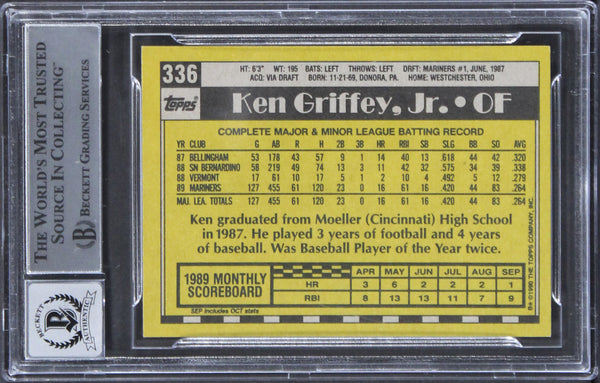 THE WORLD'S MOST TRUSTED
SOURCE IN COLLECTING™
BECKETT GRADING SERVICES
B
BECKETT
AUTHENTIC
336
HT: 6'3" WT: 195 BATS: LEFT THROWS: LEFT DRFT: MARINERS #1, JUNE, 1987
ACQ: VIA DRAFT BORN: 11-21-69, DONORA, PA. HOME: WESTCHESTER, OHIO
Topps
Ken Griffey, Jr. • OF
COMPLETE MAJOR & MINOR LEAGUE BATTING RECORD
YR CLUB G AB R H 2B 3B HR RBI SB SLG BB SO AVG
87 BELLINGHAM 53 178 43 57 9 1 14 40 13 .618 44 42 .320
88 SN BERNARDINO 58 219 49 74 13 3 11 42 32 .575 34 39 .338
88 VERMONT 17 61 10 17 5 1 2 10 4 .492 5 12 .279
89 MARINERS 127 455 61 120 23 0 16 61 16 .420 44 83 .264
MAJ. LEA. TOTALS 127 455 61 120 23 0 16 61 16 .420 44 83 .264
Ken graduated from Moeller (Cincinnati) High School
in 1987. He played 3 years of football and 4 years
of baseball. Was Baseball Player of the Year twice.
1989 MONTHLY
SCOREBOARD
APR MAY JUN JUL AUG SEP
HR 3 6 2 2 2 1
RBI 8 13 13 11 7 9
SEP includes OCT stats
© 1990 THE TOPPS COMPANY, INC.